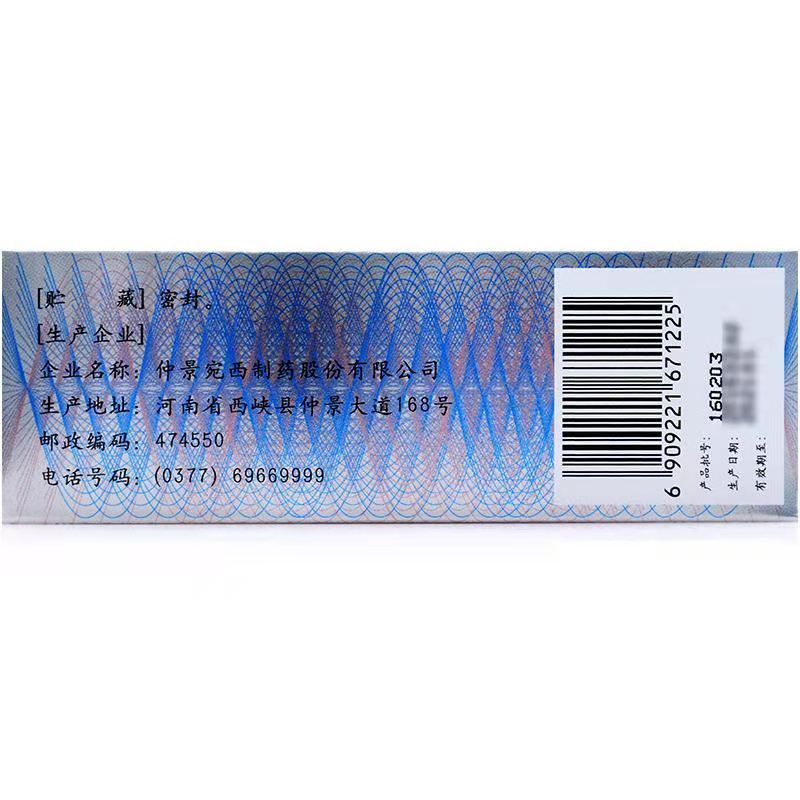 [贮 藏] 密封。
[生产企业]
企业名称：仲景宛西制药股份有限公司
生产地址：河南省西峡县仲景大道168号
邮政编码：474550
电话号码：(0377) 69669999
6 909221 671225
产品批号：160203
生产日期：
有效期至：